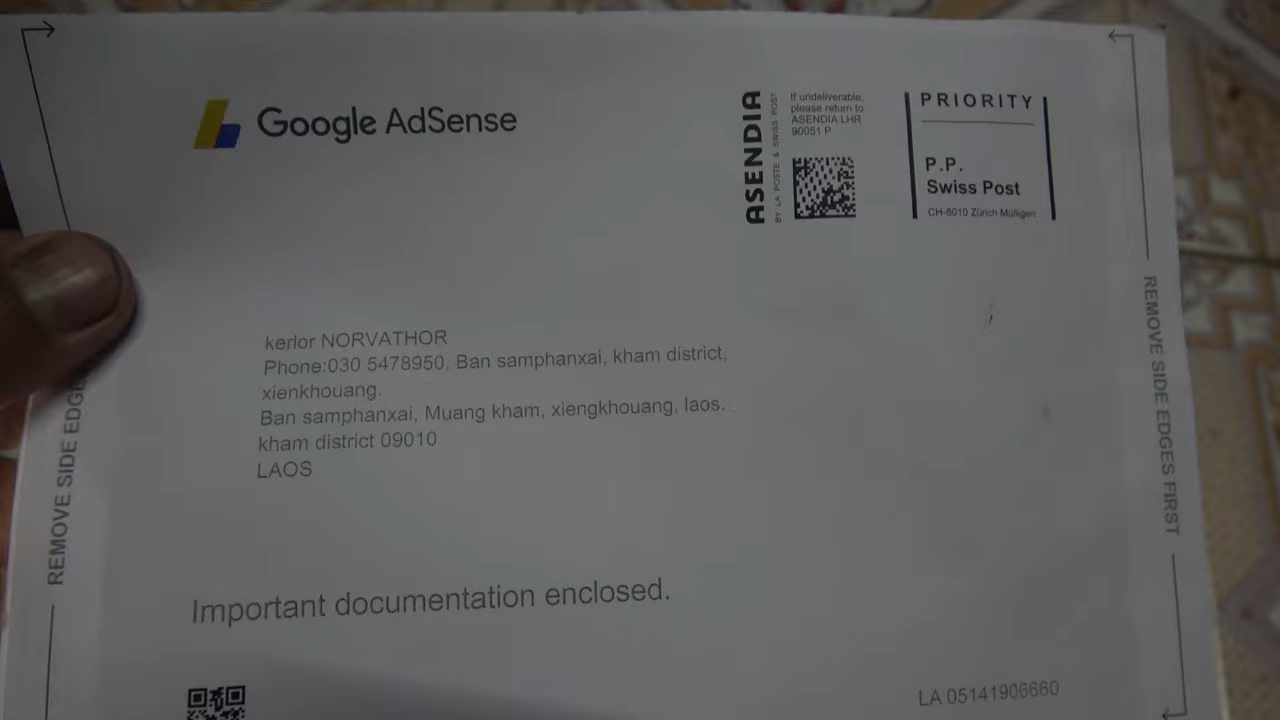 Google AdSense
ASENDIA
BY LA POSTE & SWISS POST
If undeliverable,
please return to
ASENDIA LHR
90051 P
PRIORITY
P.P.
Swiss Post
CH-8010 Zürich Mülligen
kerlor NORVATHOR
Phone:030 5478950, Ban samphanxai, kham district,
xienkhouang.
Ban samphanxai, Muang kham, xiengkhouang, laos.
kham district 09010
LAOS
REMOVE SIDE EDGE
REMOVE SIDE EDGES FIRST
Important documentation enclosed.
LA 05141906660